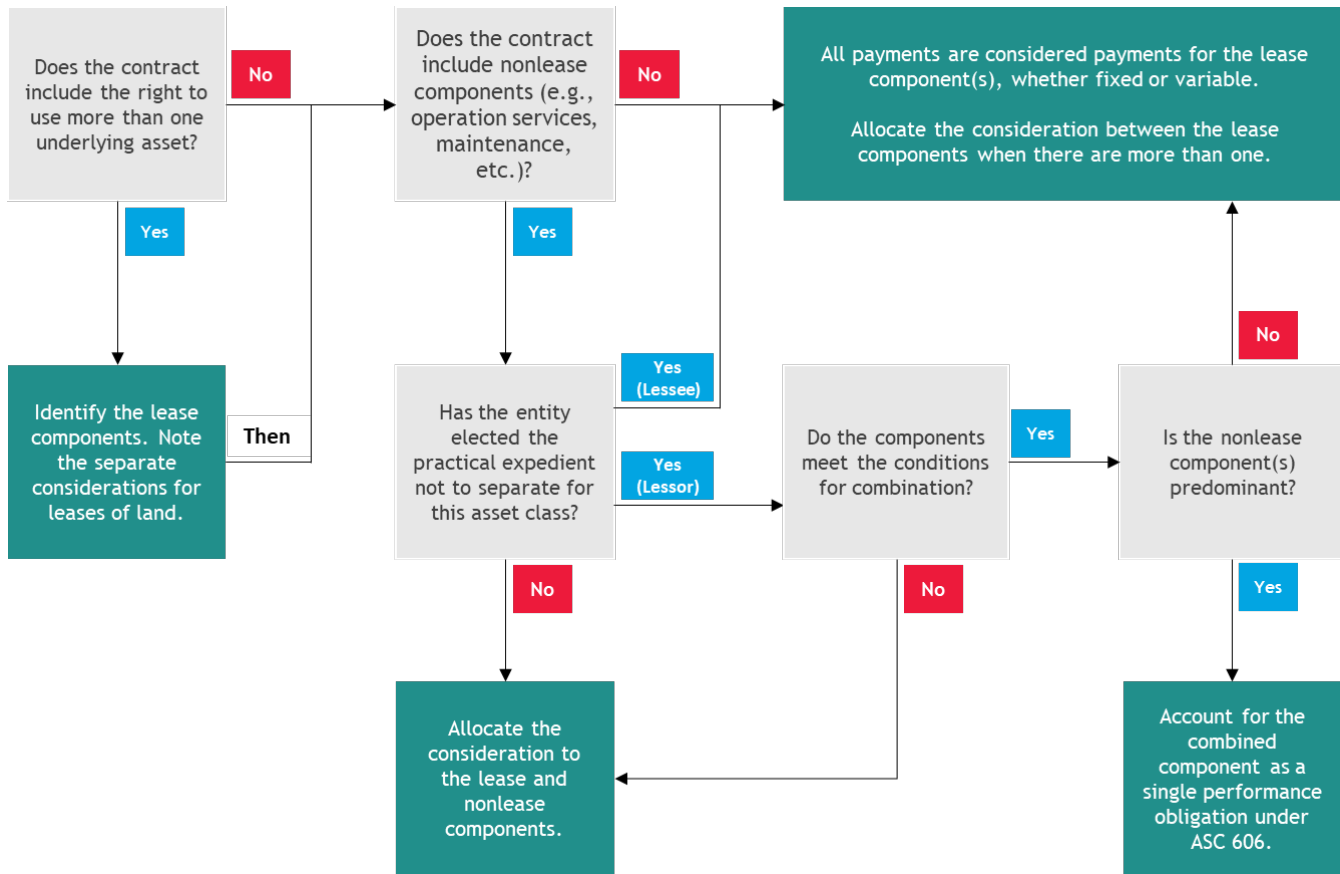 Does the contract
include the right to
use more than one
underlying asset?
No
Does the contract
include nonlease
components (e.g.,
operation services,
maintenance,
etc.)?
No
All payments are considered payments for the lease
component(s), whether fixed or variable.
Allocate the consideration between the lease
components when there are more than one.
Yes
Yes
No
Identify the lease
components. Note
the separate
considerations for
leases of land.
Then
Has the entity
elected the
practical expedient
not to separate for
this asset class?
Yes
(Lessee)
Yes
(Lessor)
Do the components
meet the conditions
for combination?
Yes
Is the nonlease
component(s)
predominant?
No
No
Yes
Allocate the
consideration to
the lease and
nonlease
components.
Account for the
combined
component as a
single performance
obligation under
ASC 606.